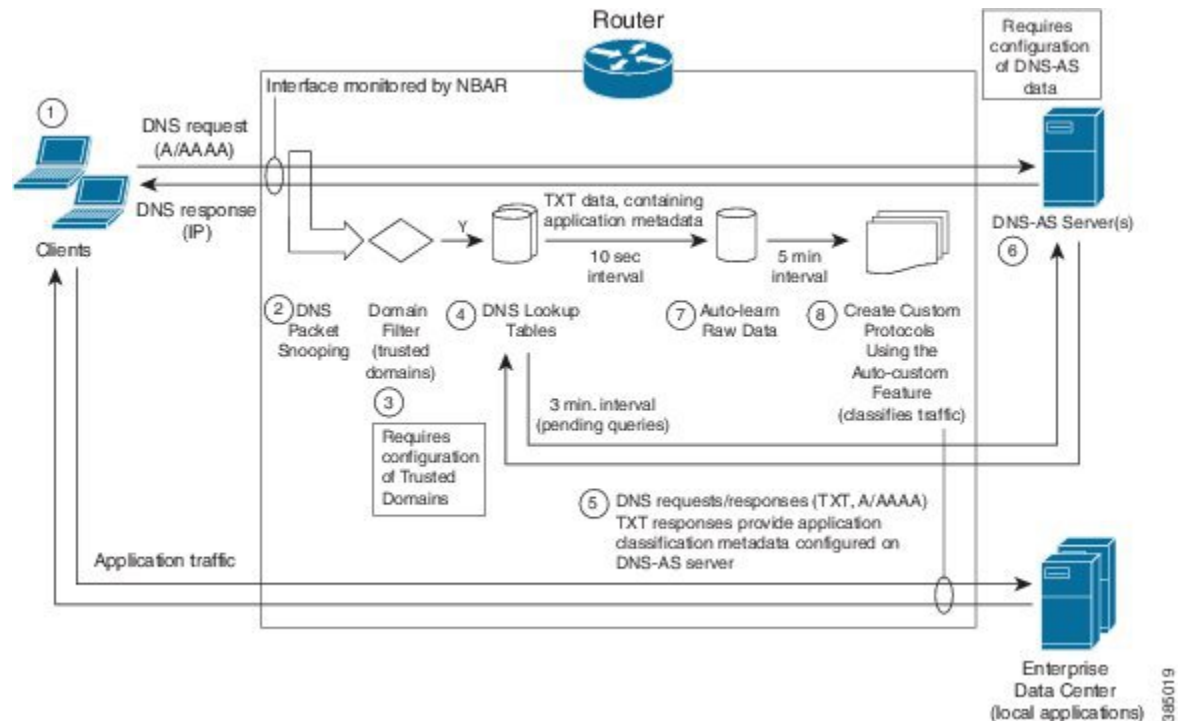 Router
Requires
configuration
of DNS-AS
data
Interface monitored by NBAR
1
DNS request
(A/AAAA)
DNS response
(IP)
Clients
Y
TXT data, containing
application metadata
10 sec
interval
5 min
interval
DNS-AS Server(s)
6
2 DNS
Packet
Snooping
Domain
Filter
(trusted
domains)
3
Requires
configuration
of Trusted
Domains
4 DNS Lookup
Tables
7 Auto-learn
Raw Data
8 Create Custom
Protocols
Using the
Auto-custom
Feature
(classifies traffic)
3 min. interval
(pending queries)
5 DNS requests/responses (TXT, A/AAAA)
TXT responses provide application
classification metadata configured on
DNS-AS server
Application traffic
Enterprise
Data Center
(local applications)
385019